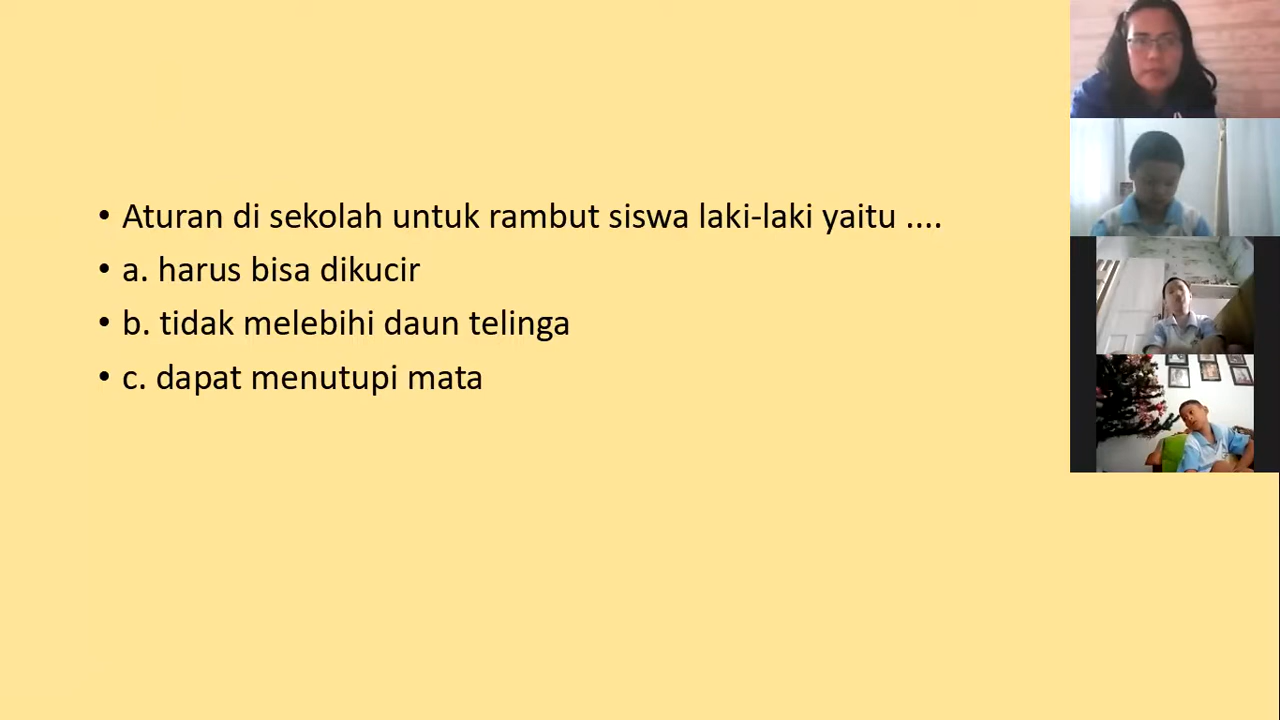 • Aturan di sekolah untuk rambut siswa laki-laki yaitu ....
• a. harus bisa dikucir
• b. tidak melebihi daun telinga
• c. dapat menutupi mata